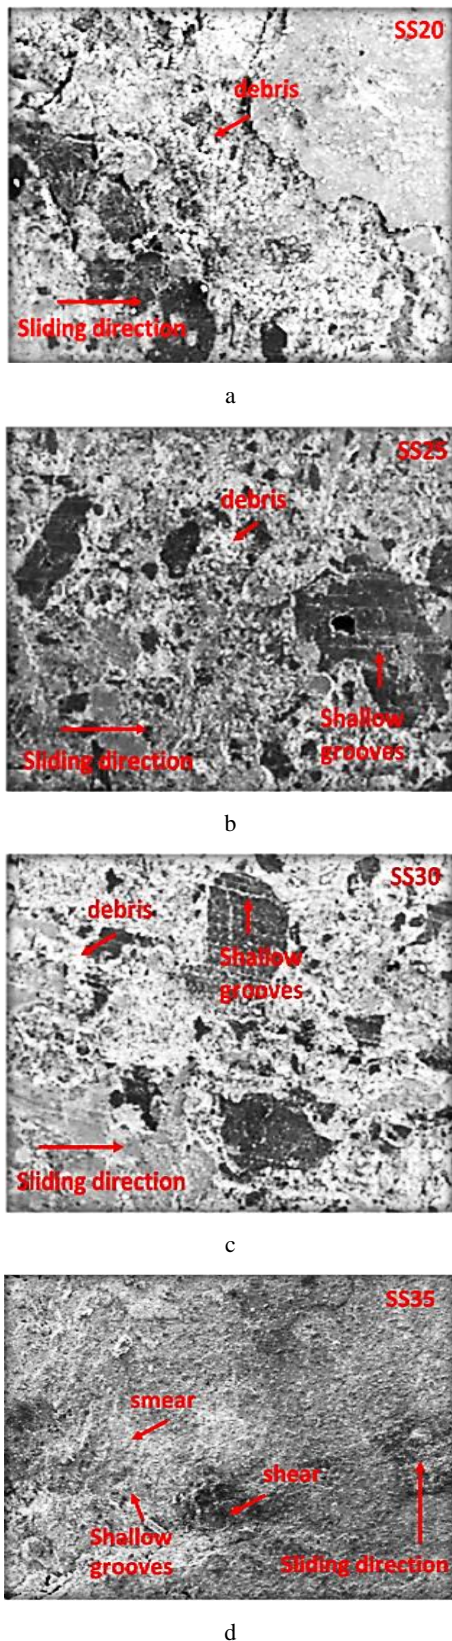 SS20
debris
Sliding direction
a
SS25
debris
Shallow
grooves
Sliding direction
b
SS30
debris
Shallow
grooves
Sliding direction
c
SS35
smear
shear
Shallow
grooves
Sliding direction
d